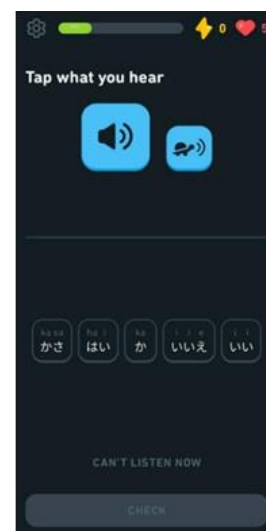 0 5
Tap what you hear
ka sa ha i ka i i e i i
かさ はい か いいえ いい
CAN'T LISTEN NOW
CHECK